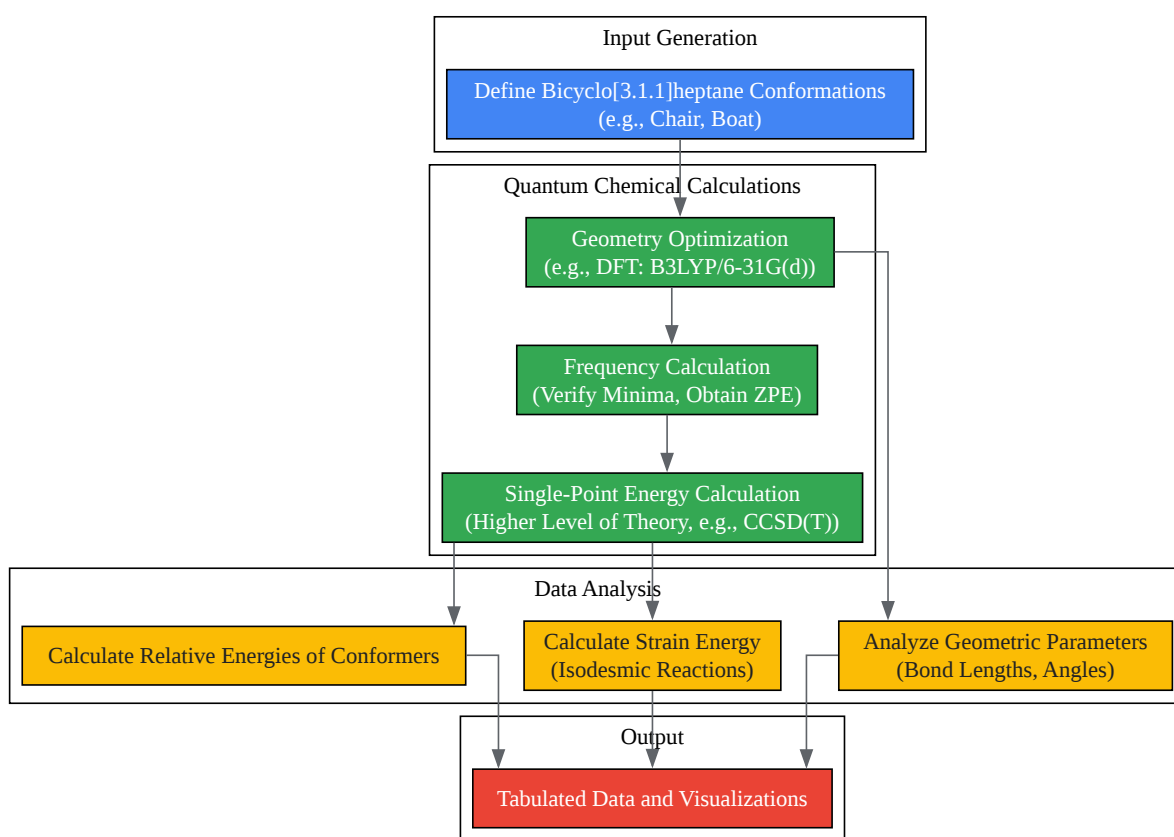 Input Generation
Define Bicyclo[3.1.1]heptane Conformations
(e.g., Chair, Boat)
Quantum Chemical Calculations
Geometry Optimization
(e.g., DFT: B3LYP/6-31G(d))
Frequency Calculation
(Verify Minima, Obtain ZPE)
Single-Point Energy Calculation
(Higher Level of Theory, e.g., CCSD(T))
Data Analysis
Calculate Relative Energies of Conformers
Calculate Strain Energy
(Isodesmic Reactions)
Analyze Geometric Parameters
(Bond Lengths, Angles)
Output
Tabulated Data and Visualizations